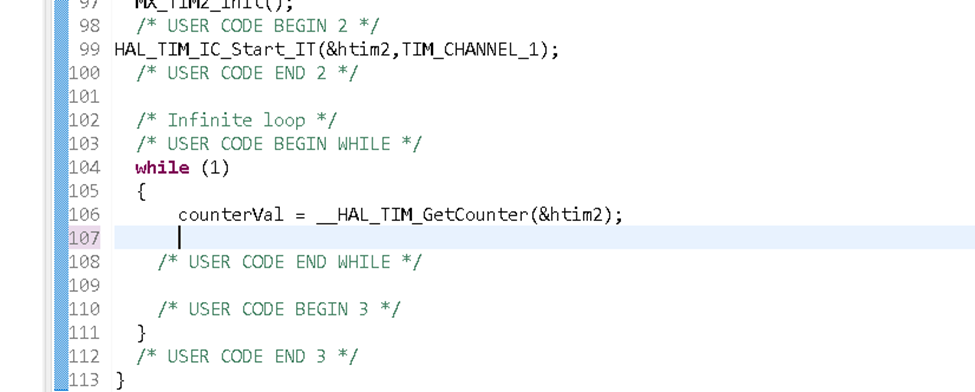 97 MX_TIM2_Init();
98 /* USER CODE BEGIN 2 */
99 HAL_TIM_IC_Start_IT(&htim2,TIM_CHANNEL_1);
100 /* USER CODE END 2 */
101
102 /* Infinite loop */
103 /* USER CODE BEGIN WHILE */
104 while (1)
105 {
106 counterVal = __HAL_TIM_GetCounter(&htim2);
107
108 /* USER CODE END WHILE */
109
110 /* USER CODE BEGIN 3 */
111 }
112 /* USER CODE END 3 */
113 }